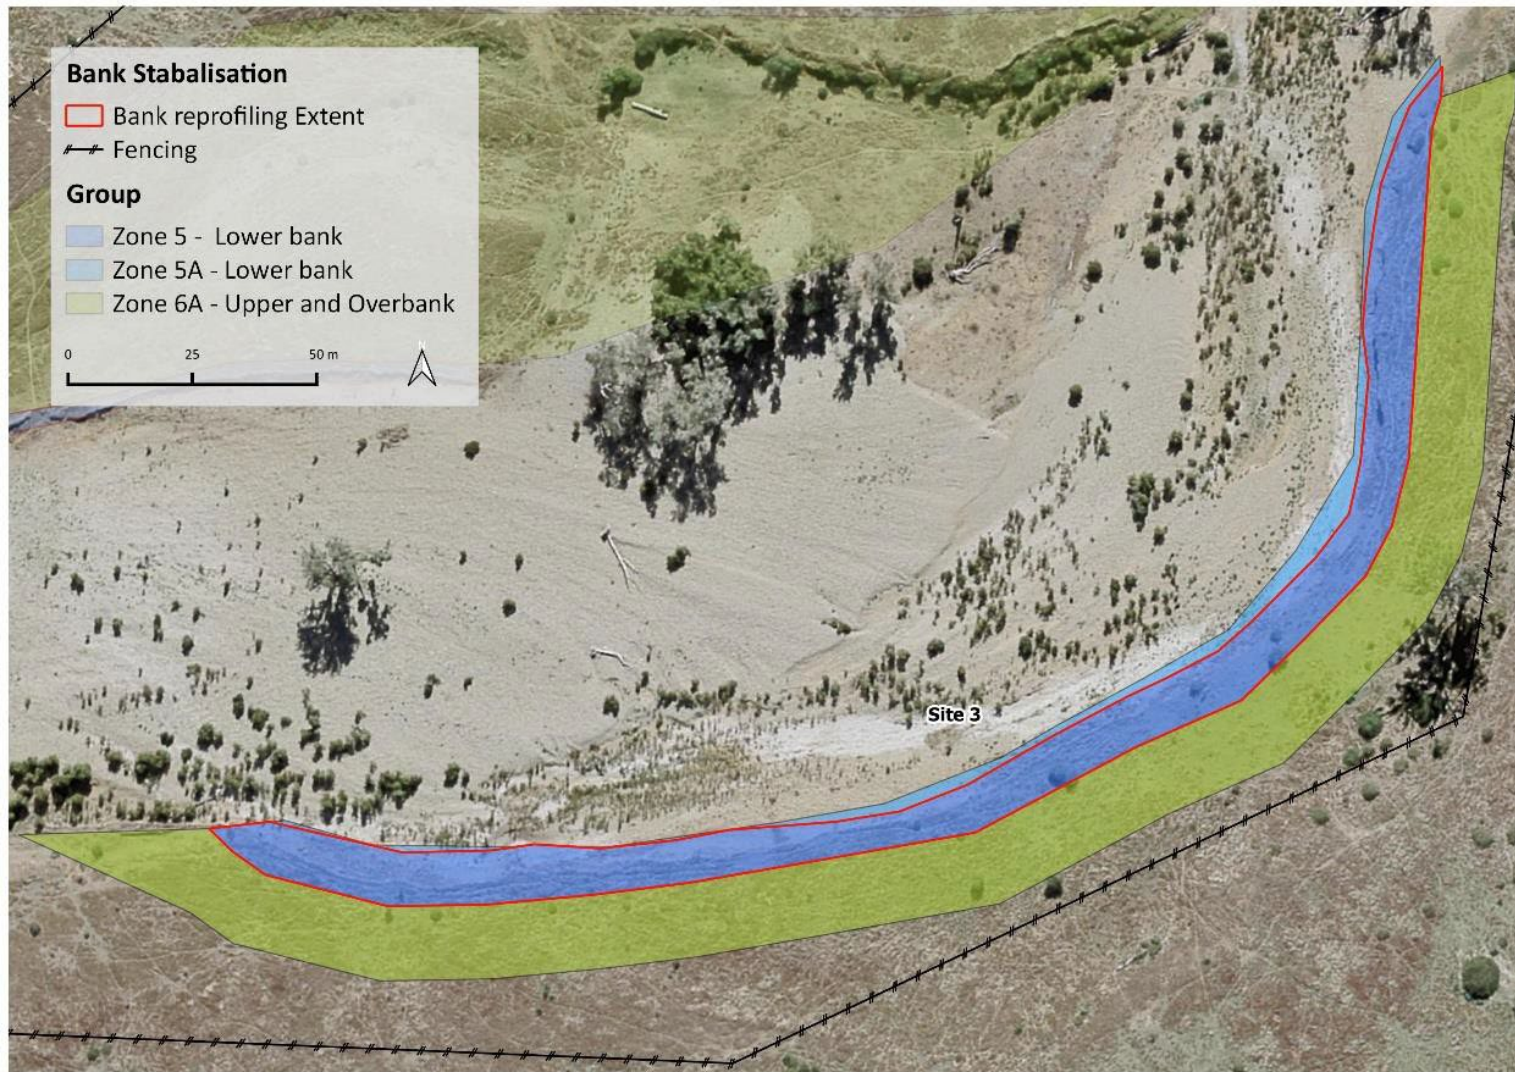 Bank Stabalisation
Bank reprofiling Extent
Fencing
Group
Zone 5 - Lower bank
Zone 5A - Lower bank
Zone 6A - Upper and Overbank
0 25 50 m
N
Site 3